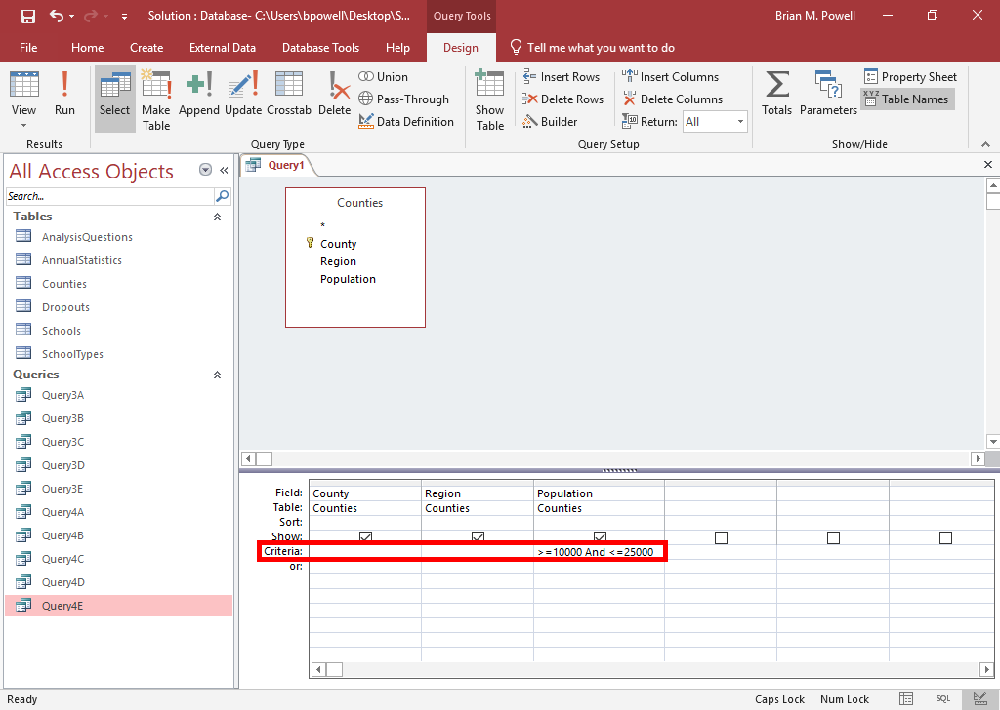 Solution : Database- C:\Users\bpowell\Desktop\S...
Query Tools
Brian M. Powell
File Home Create External Data Database Tools Help Design Tell me what you want to do
View
Run
Results
Select
Make Table
Append
Update
Crosstab
Delete
Union
Pass-Through
Data Definition
Query Type
Show Table
Insert Rows
Delete Rows
Builder
Insert Columns
Delete Columns
Return: All
Query Setup
Totals
Parameters
Property Sheet
XYZ Table Names
Show/Hide
All Access Objects
Search...
Tables
AnalysisQuestions
AnnualStatistics
Counties
Dropouts
Schools
SchoolTypes
Queries
Query3A
Query3B
Query3C
Query3D
Query3E
Query4A
Query4B
Query4C
Query4D
Query4E
Query1
Counties
*
County
Region
Population
Field: County Region Population
Table: Counties Counties Counties
Sort:
Show:
Criteria: >=10000 And <=25000
or:
Ready
Caps Lock Num Lock SQL